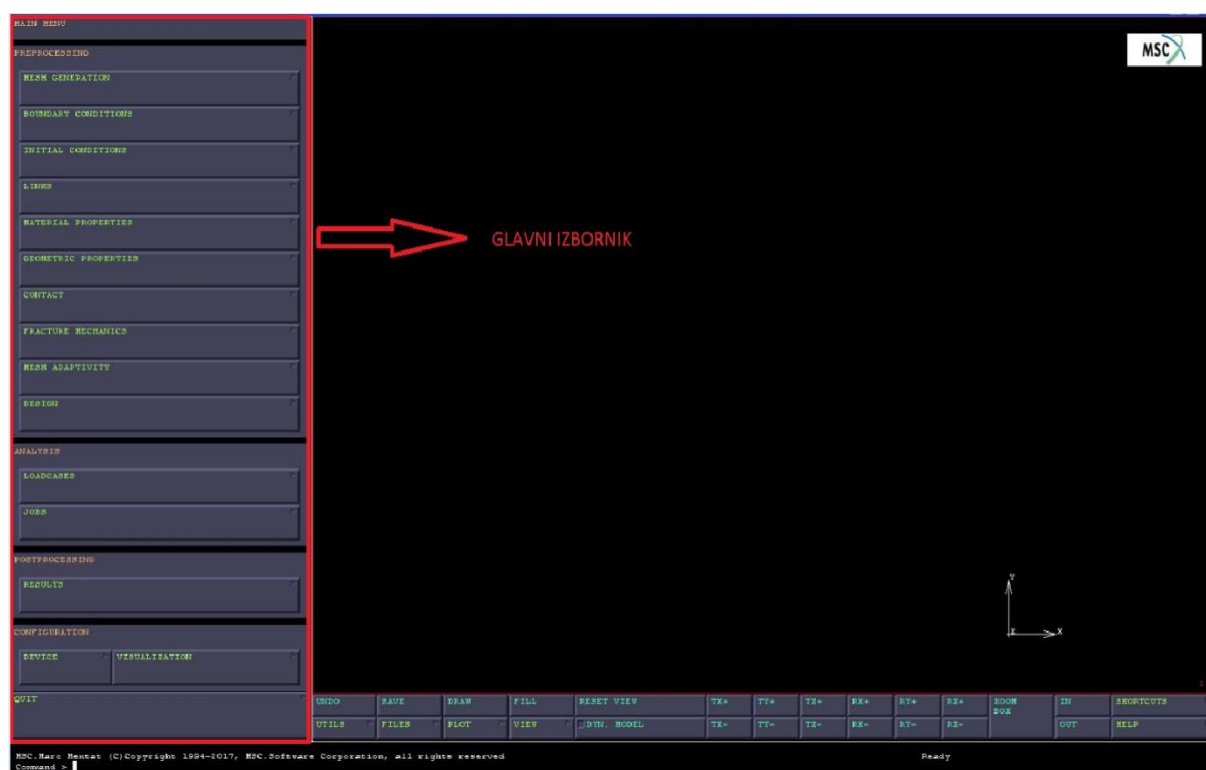 MAIN MENU
PREPROCESSING
MESH GENERATION
BOUNDARY CONDITIONS
INITIAL CONDITIONS
LINKS
MATERIAL PROPERTIES
GEOMETRIC PROPERTIES
CONTACT
FRACTURE MECHANICS
MESH ADAPTIVITY
DESIGN
ANALYSIS
LOADCASES
JOBS
POSTPROCESSING
RESULTS
CONFIGURATION
DEVICE VISUALIZATION
QUIT
MSC
GLAVNI IZBORNIK
Y
Z X
1
UNDO SAVE DRAW FILL RESET VIEW TX+ TY+ TZ+ RX+ RY+ RZ+ ZOOM BOX IN SHORTCUTS
UTILS FILES PLOT VIEW DYN. MODEL TX- TY- TZ- RX- RY- RZ- OUT HELP
MSC.Marc Mentat (C)Copyright 1994-2017, MSC.Software Corporation, all rights reserved Ready
Command >